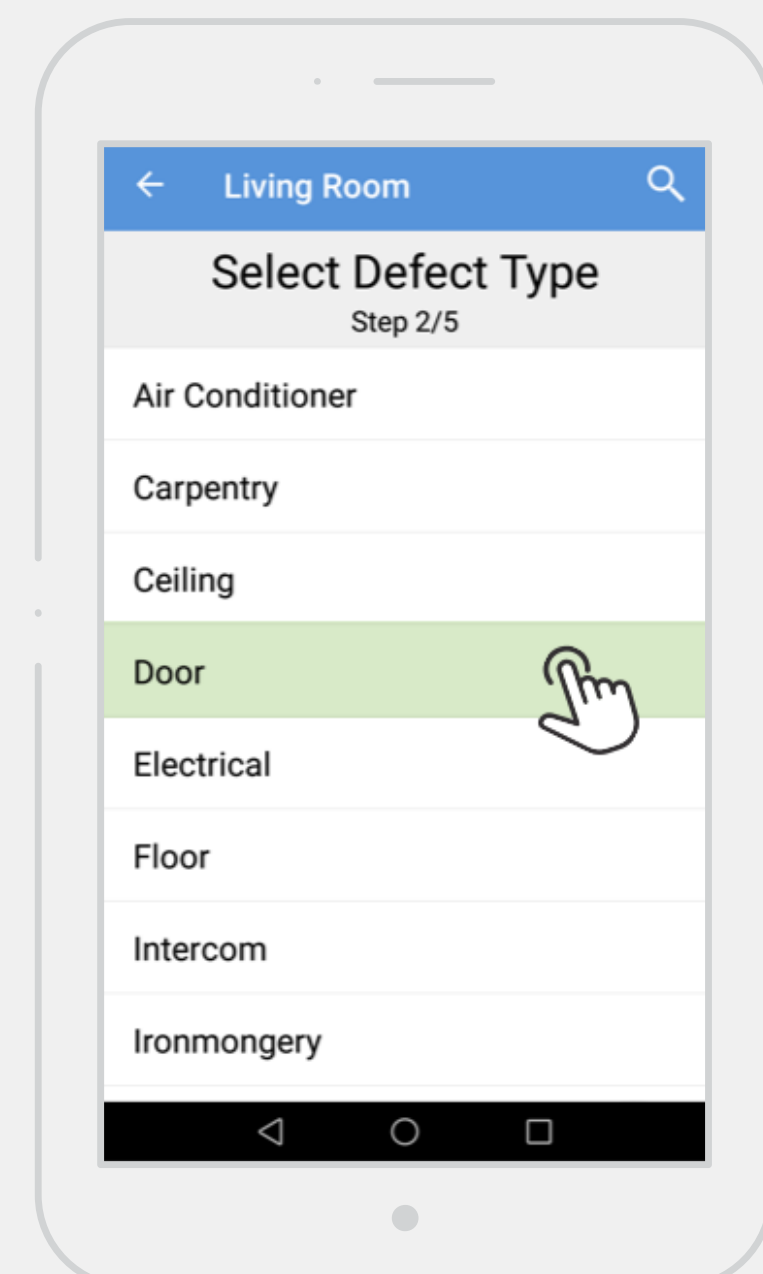 Living Room
Select Defect Type
Step 2/5
Air Conditioner
Carpentry
Ceiling
Door
Electrical
Floor
Intercom
Ironmongery